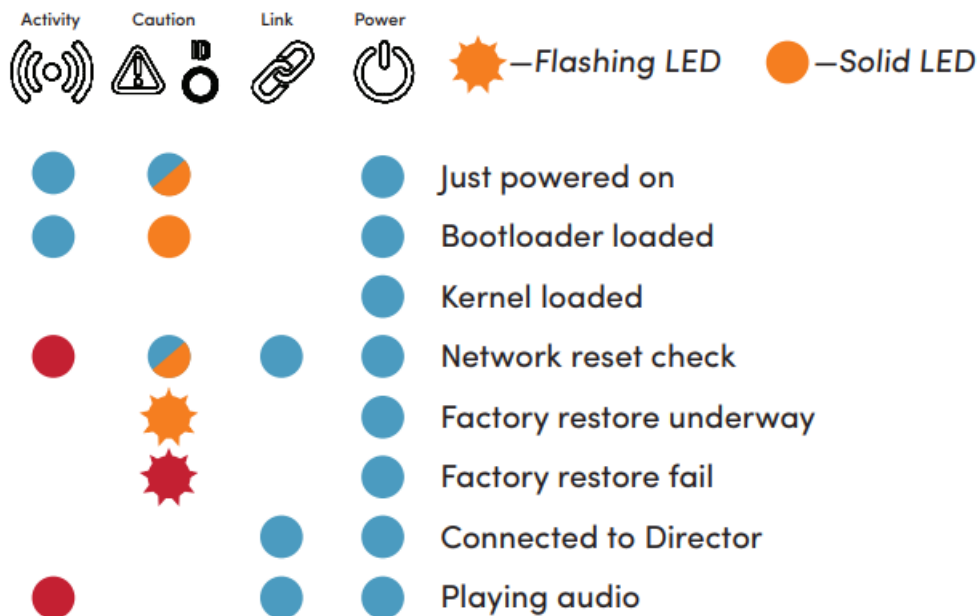 Activity Caution Link Power
ID
—Flashing LED —Solid LED
Just powered on
Bootloader loaded
Kernel loaded
Network reset check
Factory restore underway
Factory restore fail
Connected to Director
Playing audio